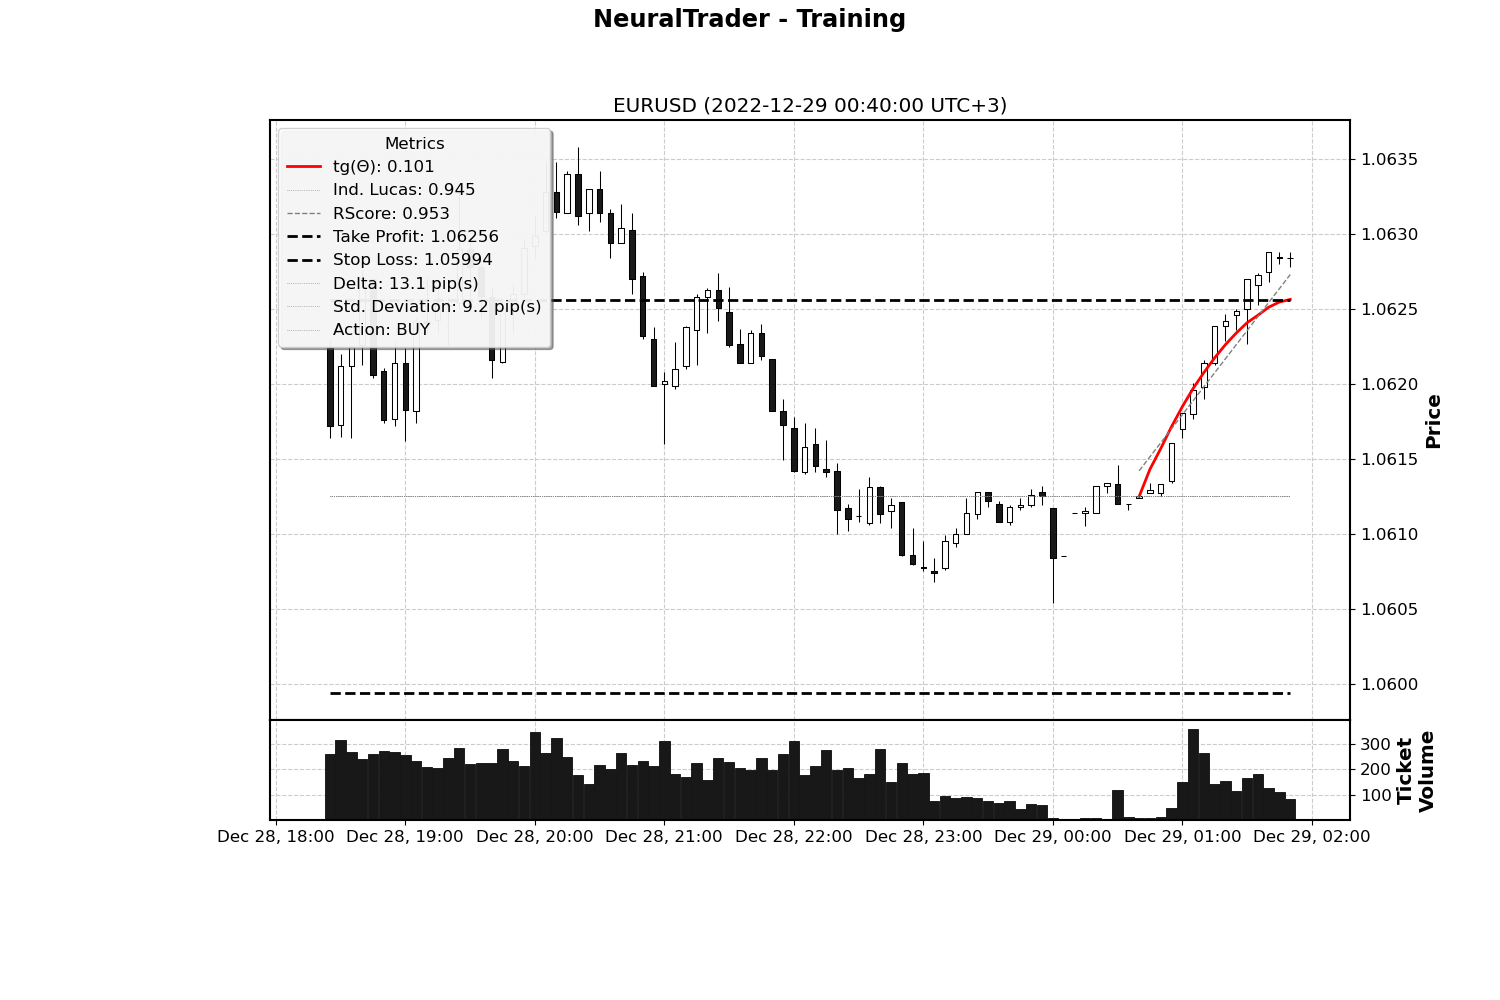 NeuralTrader - Training
EURUSD (2022-12-29 00:40:00 UTC+3)
Metrics
tg(Θ): 0.101
Ind. Lucas: 0.945
RScore: 0.953
Take Profit: 1.06256
Stop Loss: 1.05994
Delta: 13.1 pip(s)
Std. Deviation: 9.2 pip(s)
Action: BUY
1.0635
1.0630
1.0625
1.0620
1.0615
1.0610
1.0605
1.0600
Price
300
200
100
Ticket
Volume
Dec 28, 18:00 Dec 28, 19:00 Dec 28, 20:00 Dec 28, 21:00 Dec 28, 22:00 Dec 28, 23:00 Dec 29, 00:00 Dec 29, 01:00 Dec 29, 02:00